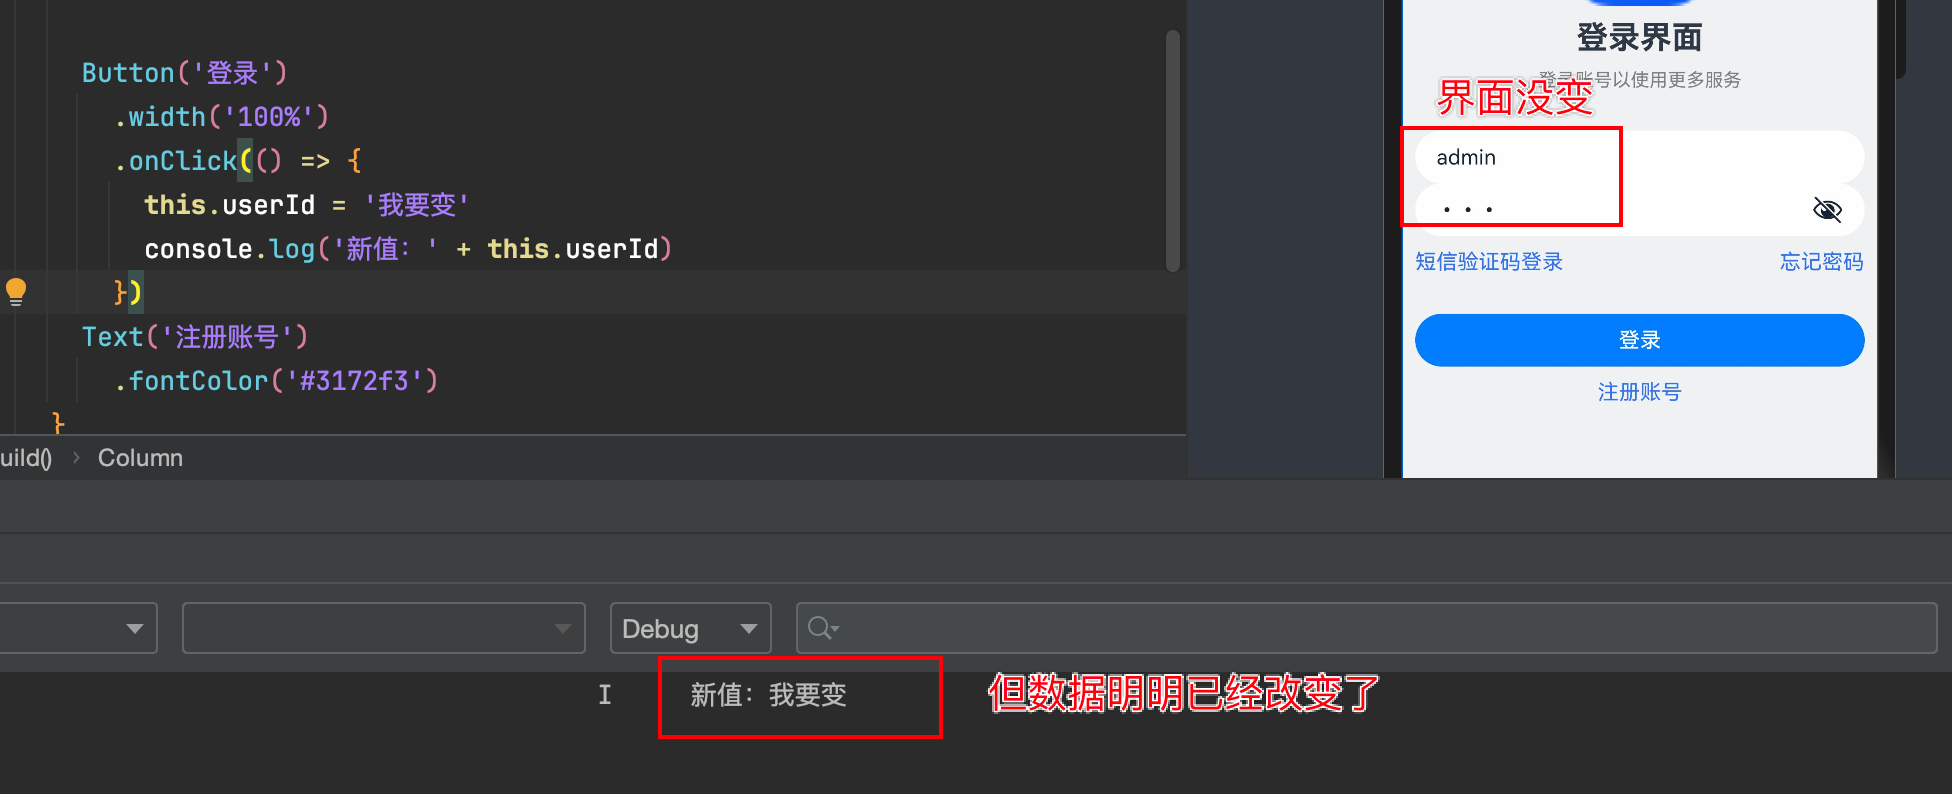 Button('登录')
.width('100%')
.onClick(() => {
this.userId = '我要变'
console.log('新值：' + this.userId)
})
Text('注册账号')
.fontColor('#3172f3')
}
uild() › Column
登录界面
登录账号以使用更多服务
界面没变
admin
• • •
短信验证码登录 忘记密码
登录
注册账号
Debug
I 新值：我要变
但数据明明已经改变了